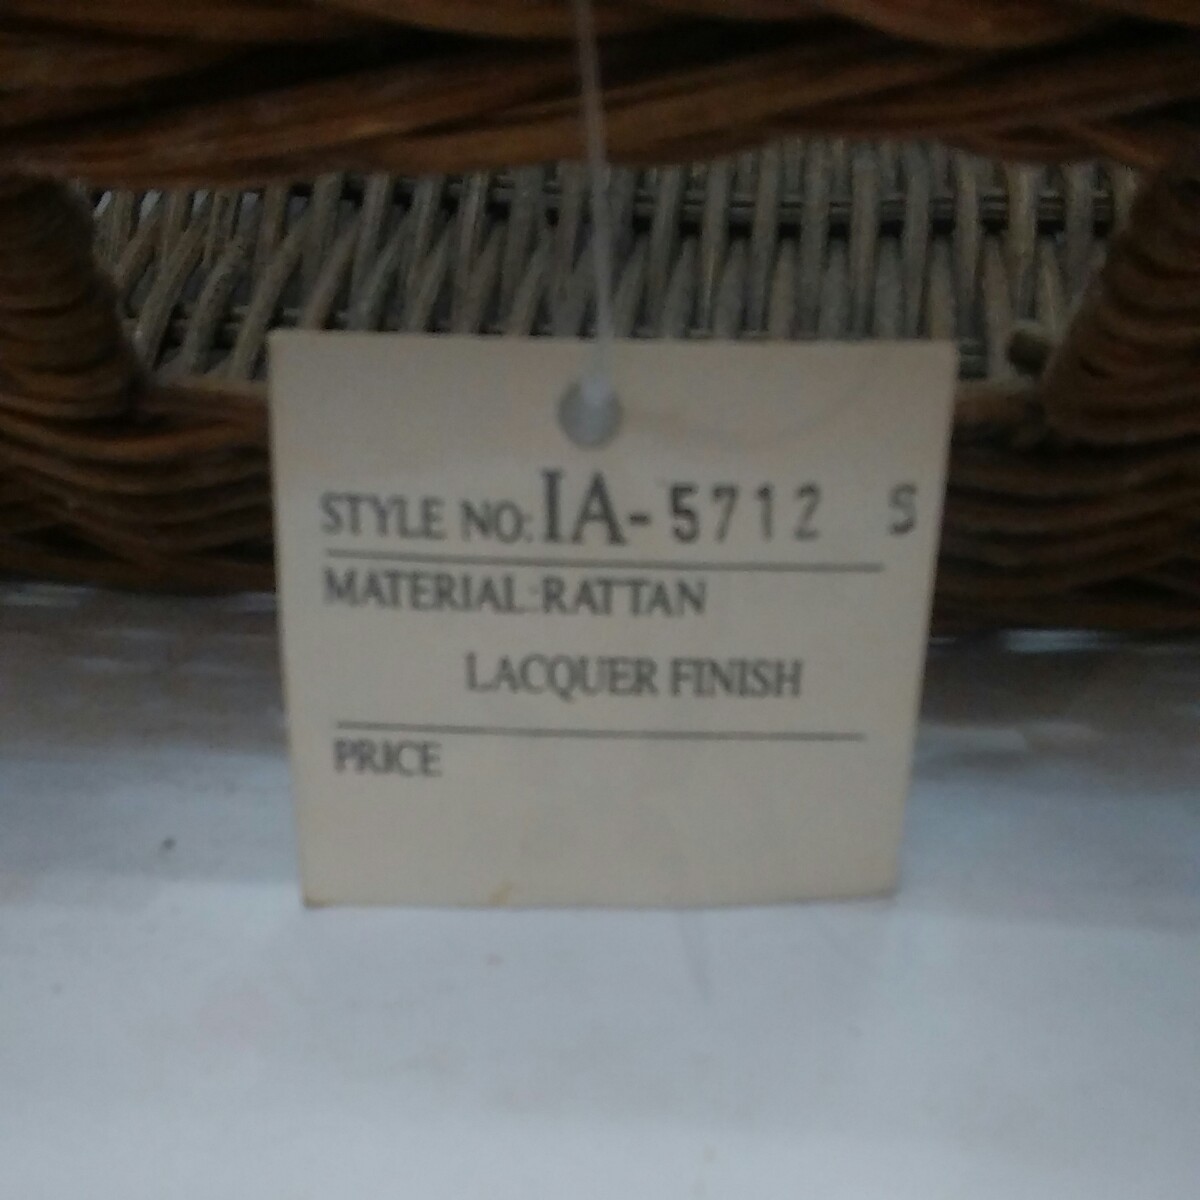 STYLE NO: IA-5712 S
MATERIAL:RATTAN
LACQUER FINISH
PRICE